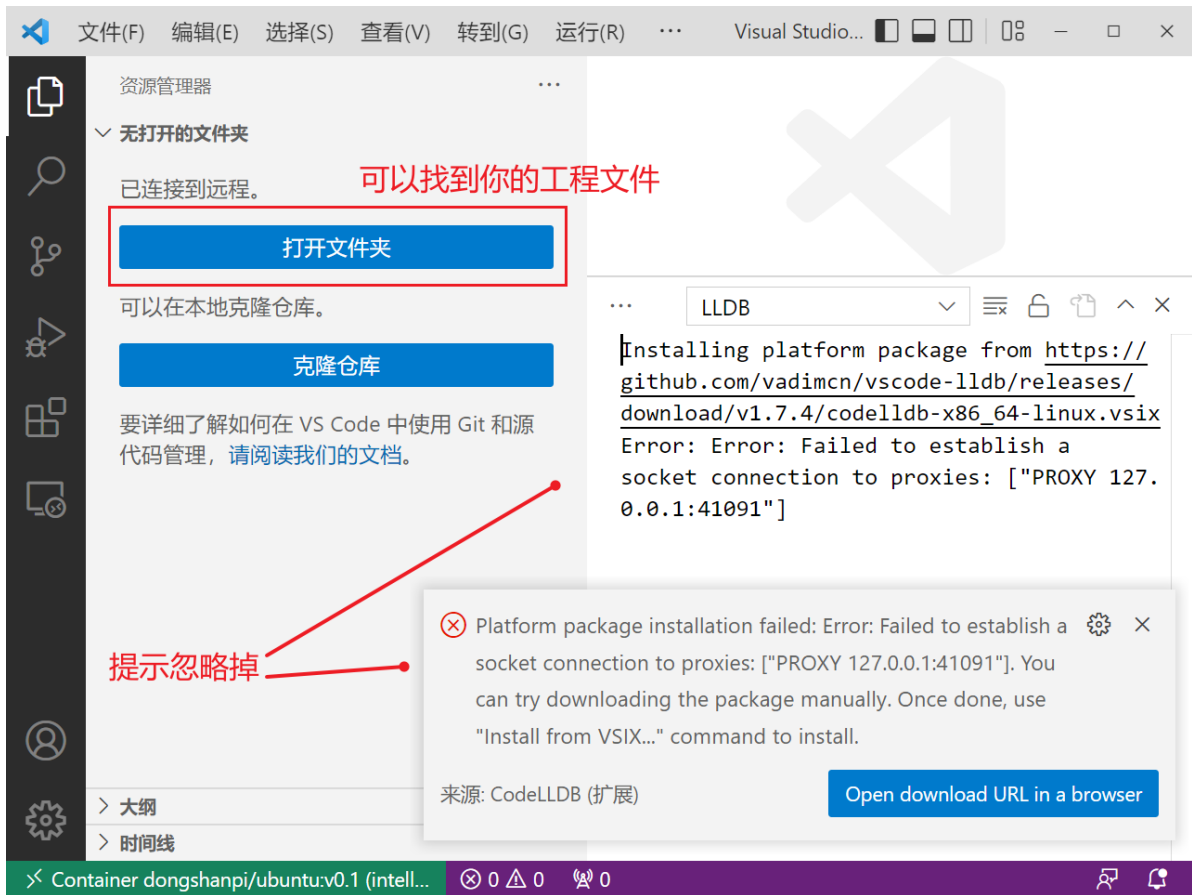 文件(F) 编辑(E) 选择(S) 查看(V) 转到(G) 运行(R) ··· Visual Studio...
资源管理器 ···
无打开的文件夹
已连接到远程。
可以找到你的工程文件
打开文件夹
可以在本地克隆仓库。
克隆仓库
要详细了解如何在 VS Code 中使用 Git 和源
代码管理，请阅读我们的文档。
提示忽略掉
大纲
时间线
··· LLDB
Installing platform package from https://
github.com/vadimcn/vscode-lldb/releases/
download/v1.7.4/codelldb-x86_64-linux.vsix
Error: Error: Failed to establish a
socket connection to proxies: ["PROXY 127.
0.0.1:41091"]
Platform package installation failed: Error: Failed to establish a
socket connection to proxies: ["PROXY 127.0.0.1:41091"]. You
can try downloading the package manually. Once done, use
"Install from VSIX..." command to install.
来源: CodeLLDB (扩展)
Open download URL in a browser
Container dongshanpi/ubuntu:v0.1 (intell... 0 0 0